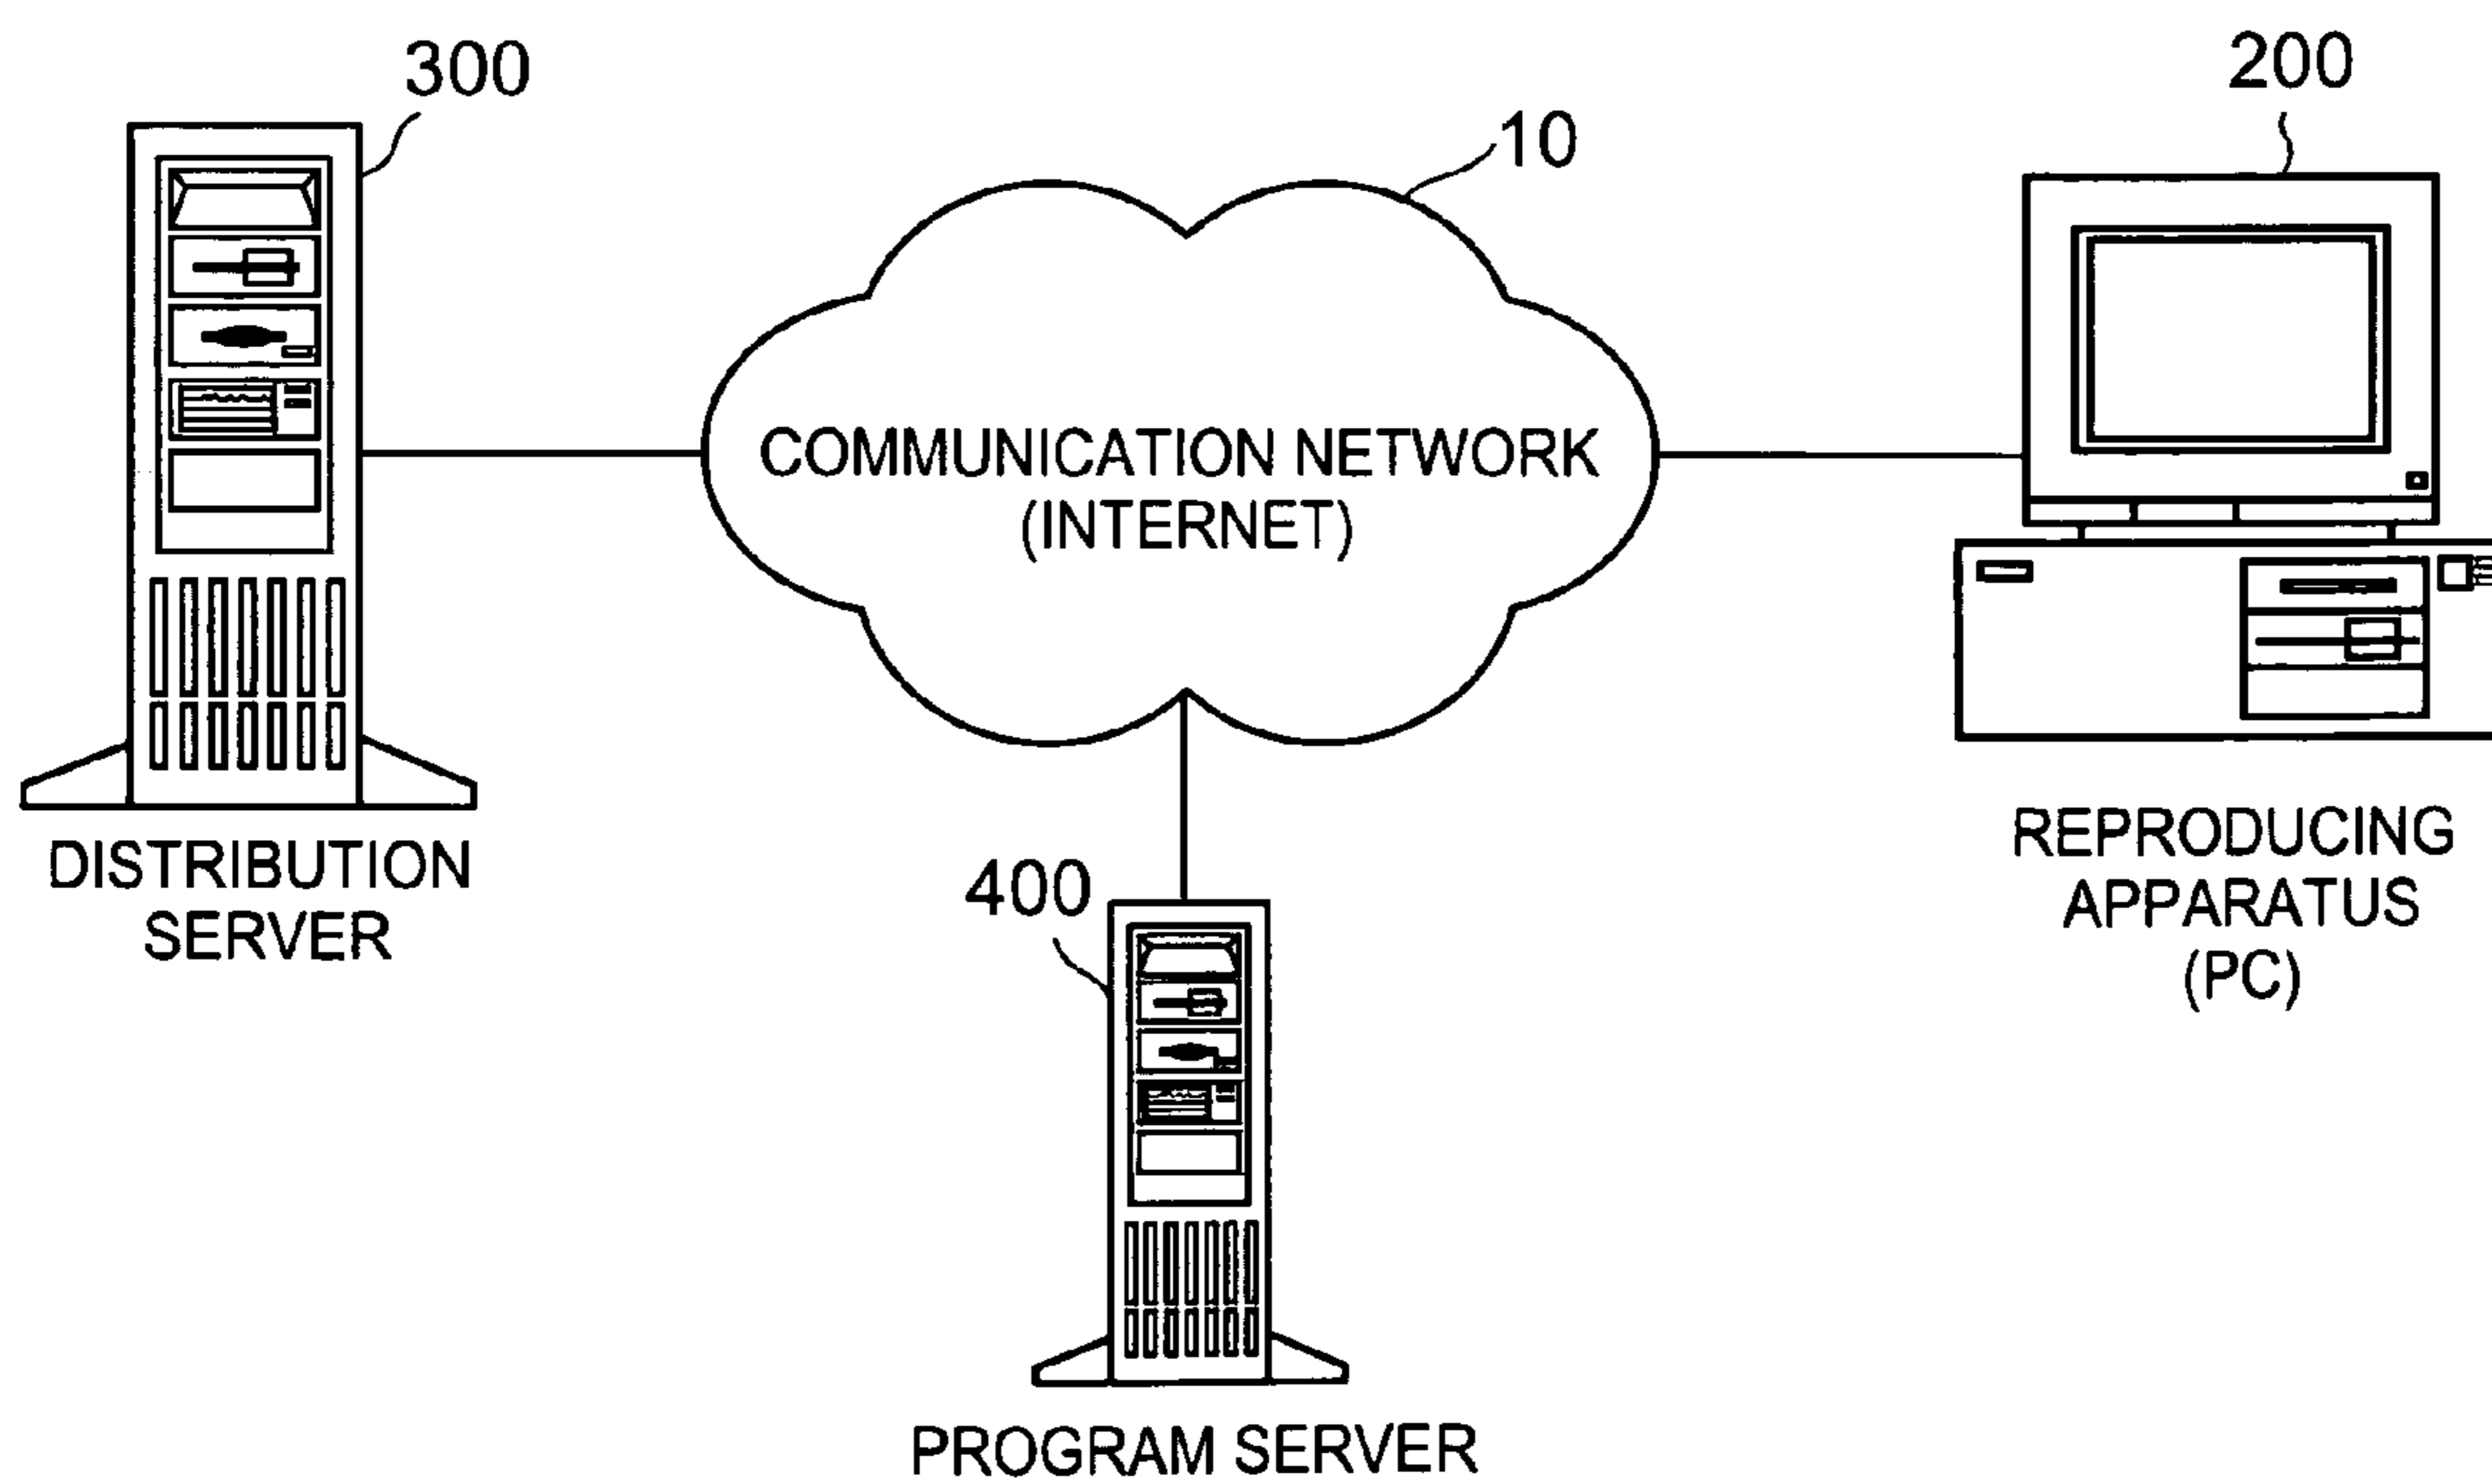 300
10
200
COMMUNICATION NETWORK
(INTERNET)
DISTRIBUTION
SERVER
REPRODUCING
APPARATUS
(PC)
400
PROGRAM SERVER